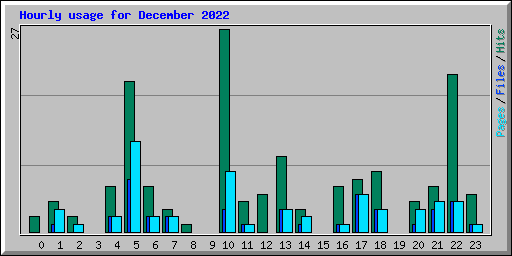 Hourly usage for December 2022
27
Pages/Files/Hits
0 1 2 3 4 5 6 7 8 9 10 11 12 13 14 15 16 17 18 19 20 21 22 23